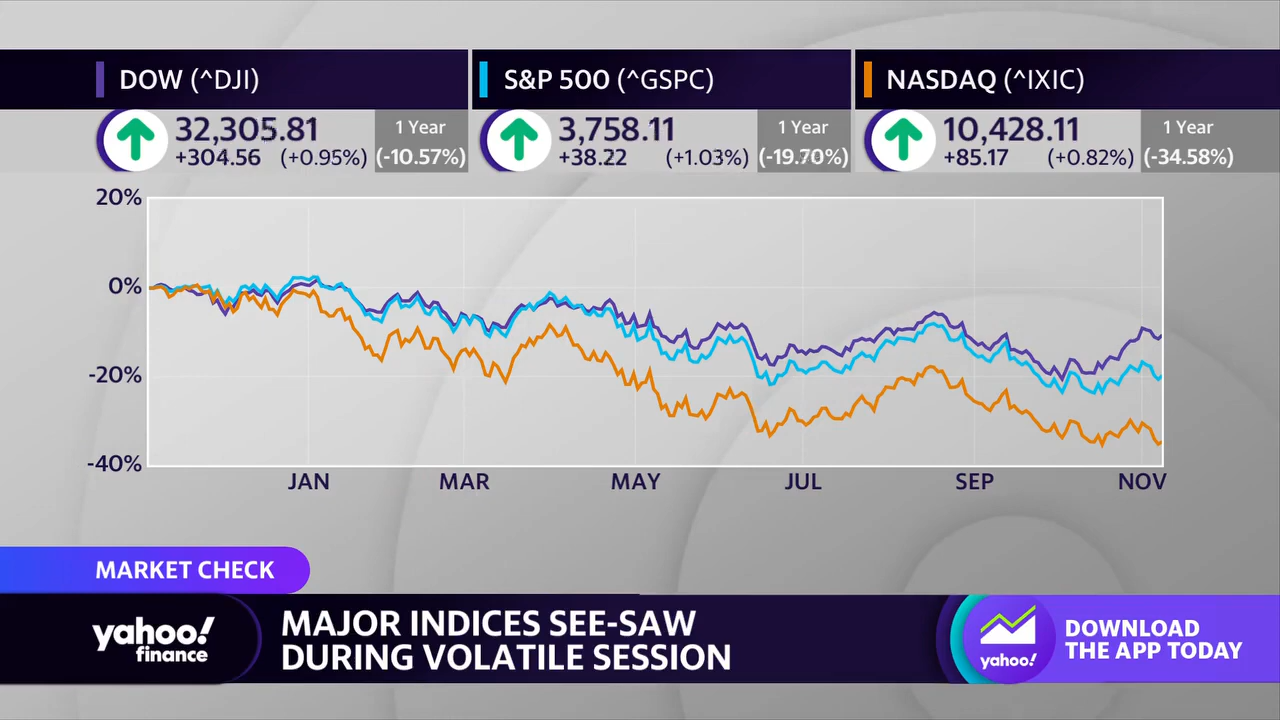 DOW (^DJI)
S&P 500 (^GSPC)
NASDAQ (^IXIC)
32,305.81
+304.56 (+0.95%)
1 Year
(-10.57%)
3,758.11
+38.22 (+1.03%)
1 Year
(-19.70%)
10,428.11
+85.17 (+0.82%)
1 Year
(-34.58%)
20%
0%
-20%
-40%
JAN MAR MAY JUL SEP NOV
MARKET CHECK
yahoo!
finance
MAJOR INDICES SEE-SAW
DURING VOLATILE SESSION
yahoo!
DOWNLOAD
THE APP TODAY